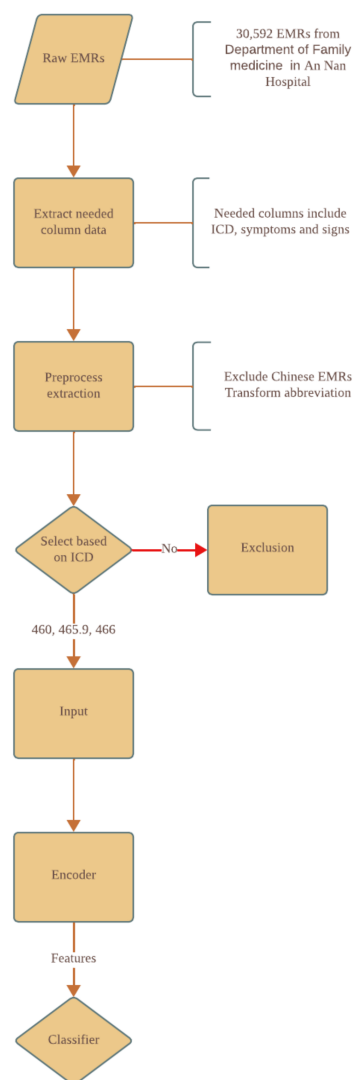 Raw EMRs
30,592 EMRs from
Department of Family
medicine in An Nan
Hospital
Extract needed
column data
Needed columns include
ICD, symptoms and signs
Preprocess
extraction
Exclude Chinese EMRs
Transform abbreviation
Select based
on ICD
No
Exclusion
460, 465.9, 466
Input
Encoder
Features
Classifier